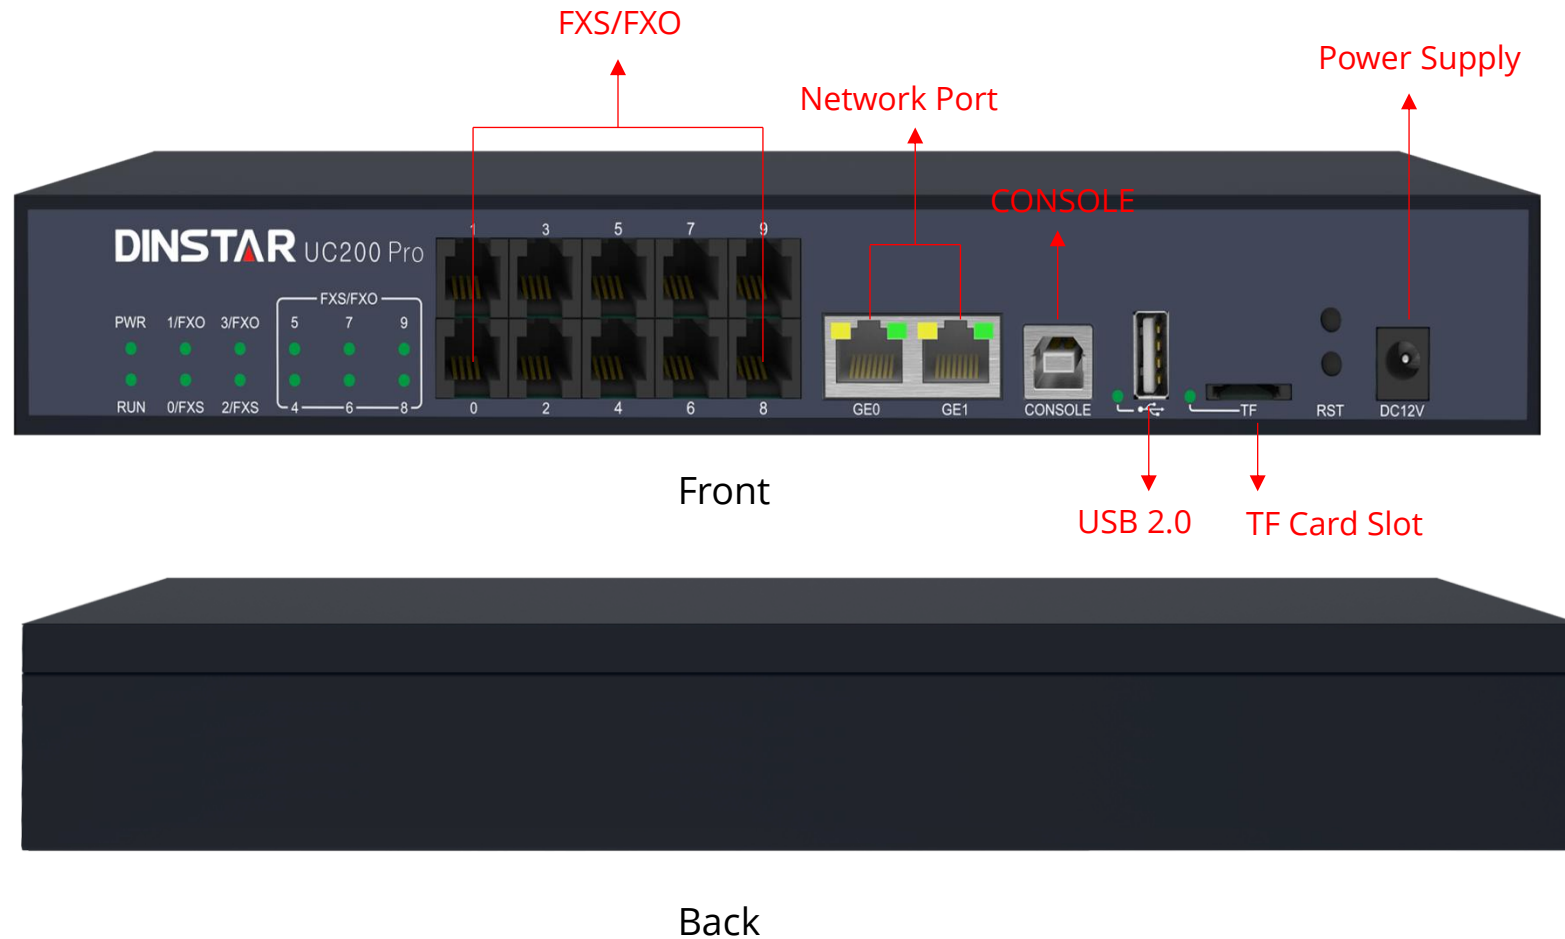 FXS/FXO
Power Supply
Network Port
CONSOLE
DINSTAR UC200 Pro
1 3 5 7 9
FXS/FXO
PWR 1/FXO 3/FXO 5 7 9
RUN 0/FXS 2/FXS 4 6 8
0 2 4 6 8
GE0 GE1 CONSOLE TF RST DC12V
Front
USB 2.0 TF Card Slot
Back